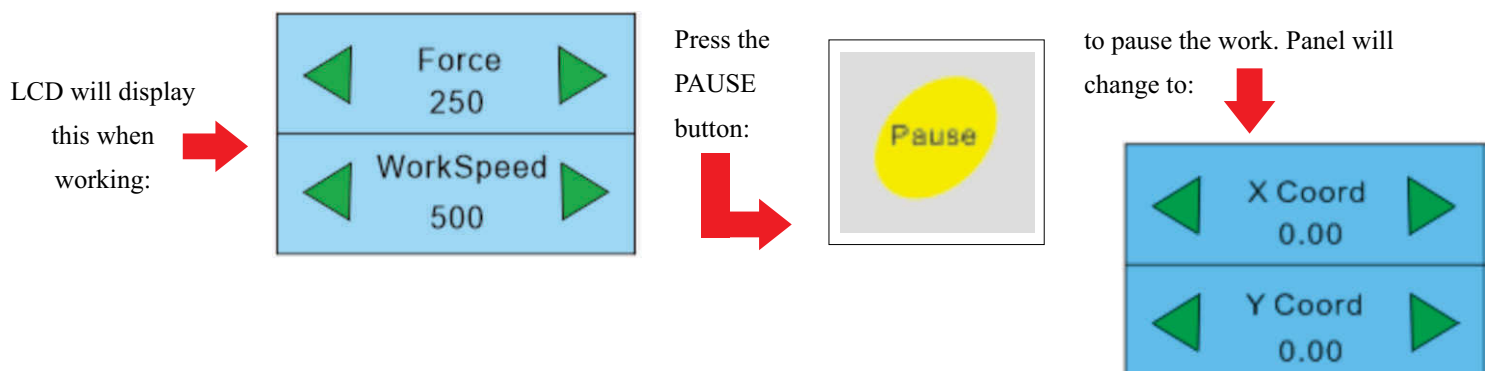 LCD will display
this when
working:
Force
250
WorkSpeed
500
Press the
PAUSE
button:
Pause
to pause the work. Panel will
change to:
X Coord
0.00
Y Coord
0.00